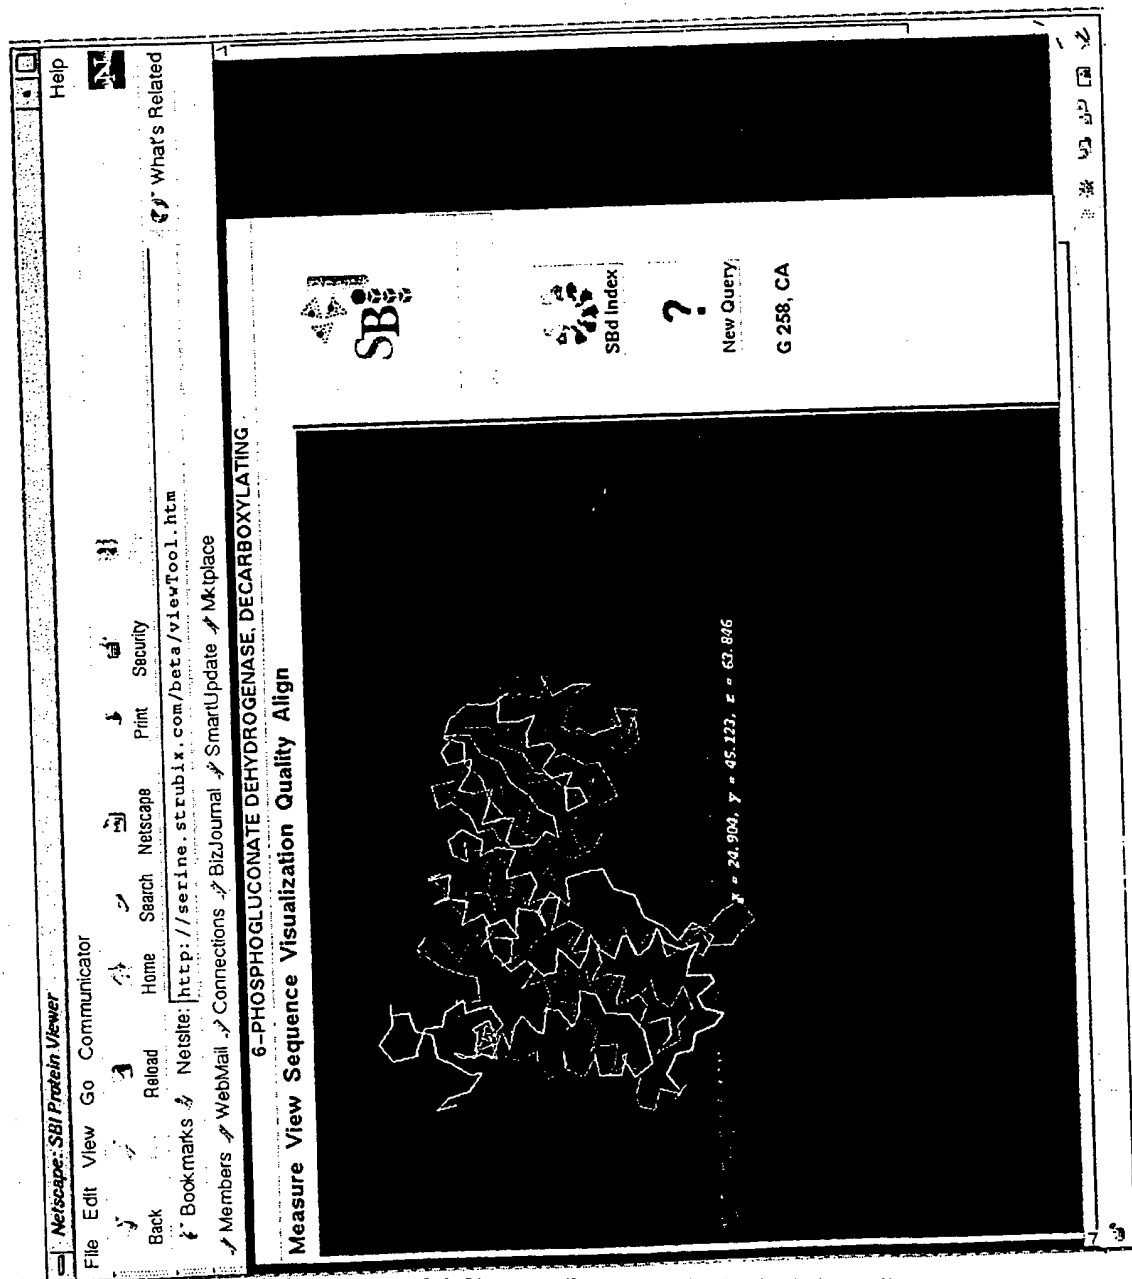 Netscape: SBI Protein Viewer
File Edit View Go Communicator Help
Back Reload Home Search Netscape Print Security
Bookmarks Netsite: http://serine.strubix.com/beta/viewTool.htm What's Related
Members WebMail Connections BizJournal SmartUpdate Mktplace
6-PHOSPHOGLUCONATE DEHYDROGENASE, DECARBOXYLATING
Measure View Sequence Visualization Quality Align
SBI
SBd Index
?
New Query
G 258, CA
x = 24.904, y = 45.123, z = 63.846